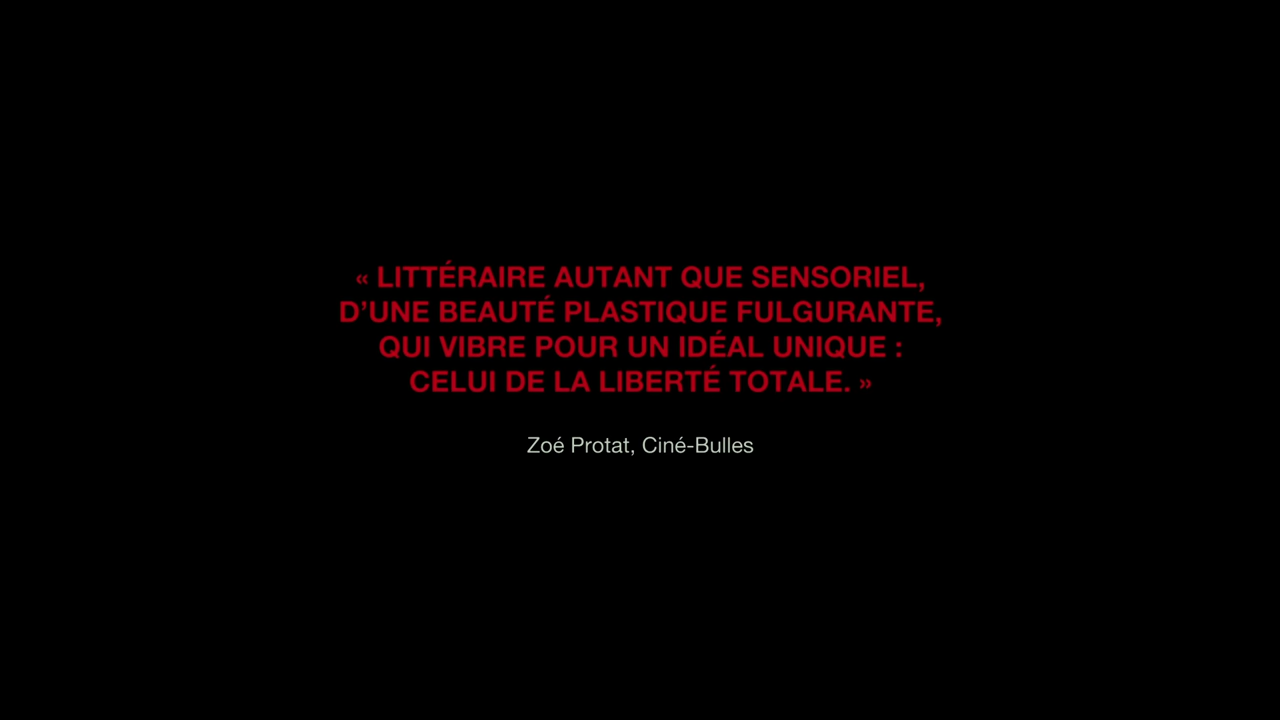 « LITTÉRAIRE AUTANT QUE SENSORIEL,
D’UNE BEAUTÉ PLASTIQUE FULGURANTE,
QUI VIBRE POUR UN IDÉAL UNIQUE :
CELUI DE LA LIBERTÉ TOTALE. »
Zoé Protat, Ciné-Bulles